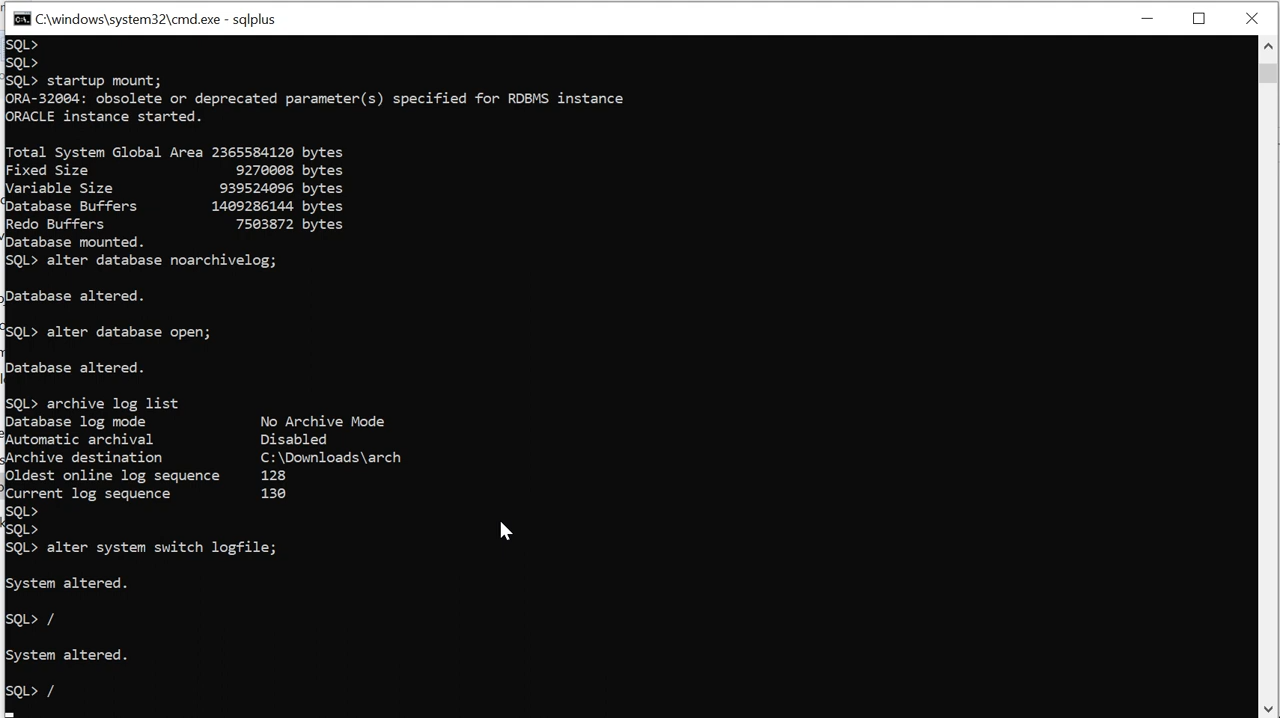 C:\windows\system32\cmd.exe - sqlplus
SQL>
SQL>
SQL> startup mount;
ORA-32004: obsolete or deprecated parameter(s) specified for RDBMS instance
ORACLE instance started.
Total System Global Area 2365584120 bytes
Fixed Size 9270008 bytes
Variable Size 939524096 bytes
Database Buffers 1409286144 bytes
Redo Buffers 7503872 bytes
Database mounted.
SQL> alter database noarchivelog;
Database altered.
SQL> alter database open;
Database altered.
SQL> archive log list
Database log mode No Archive Mode
Automatic archival Disabled
Archive destination C:\Downloads\arch
Oldest online log sequence 128
Current log sequence 130
SQL>
SQL>
SQL> alter system switch logfile;
System altered.
SQL> /
System altered.
SQL> /